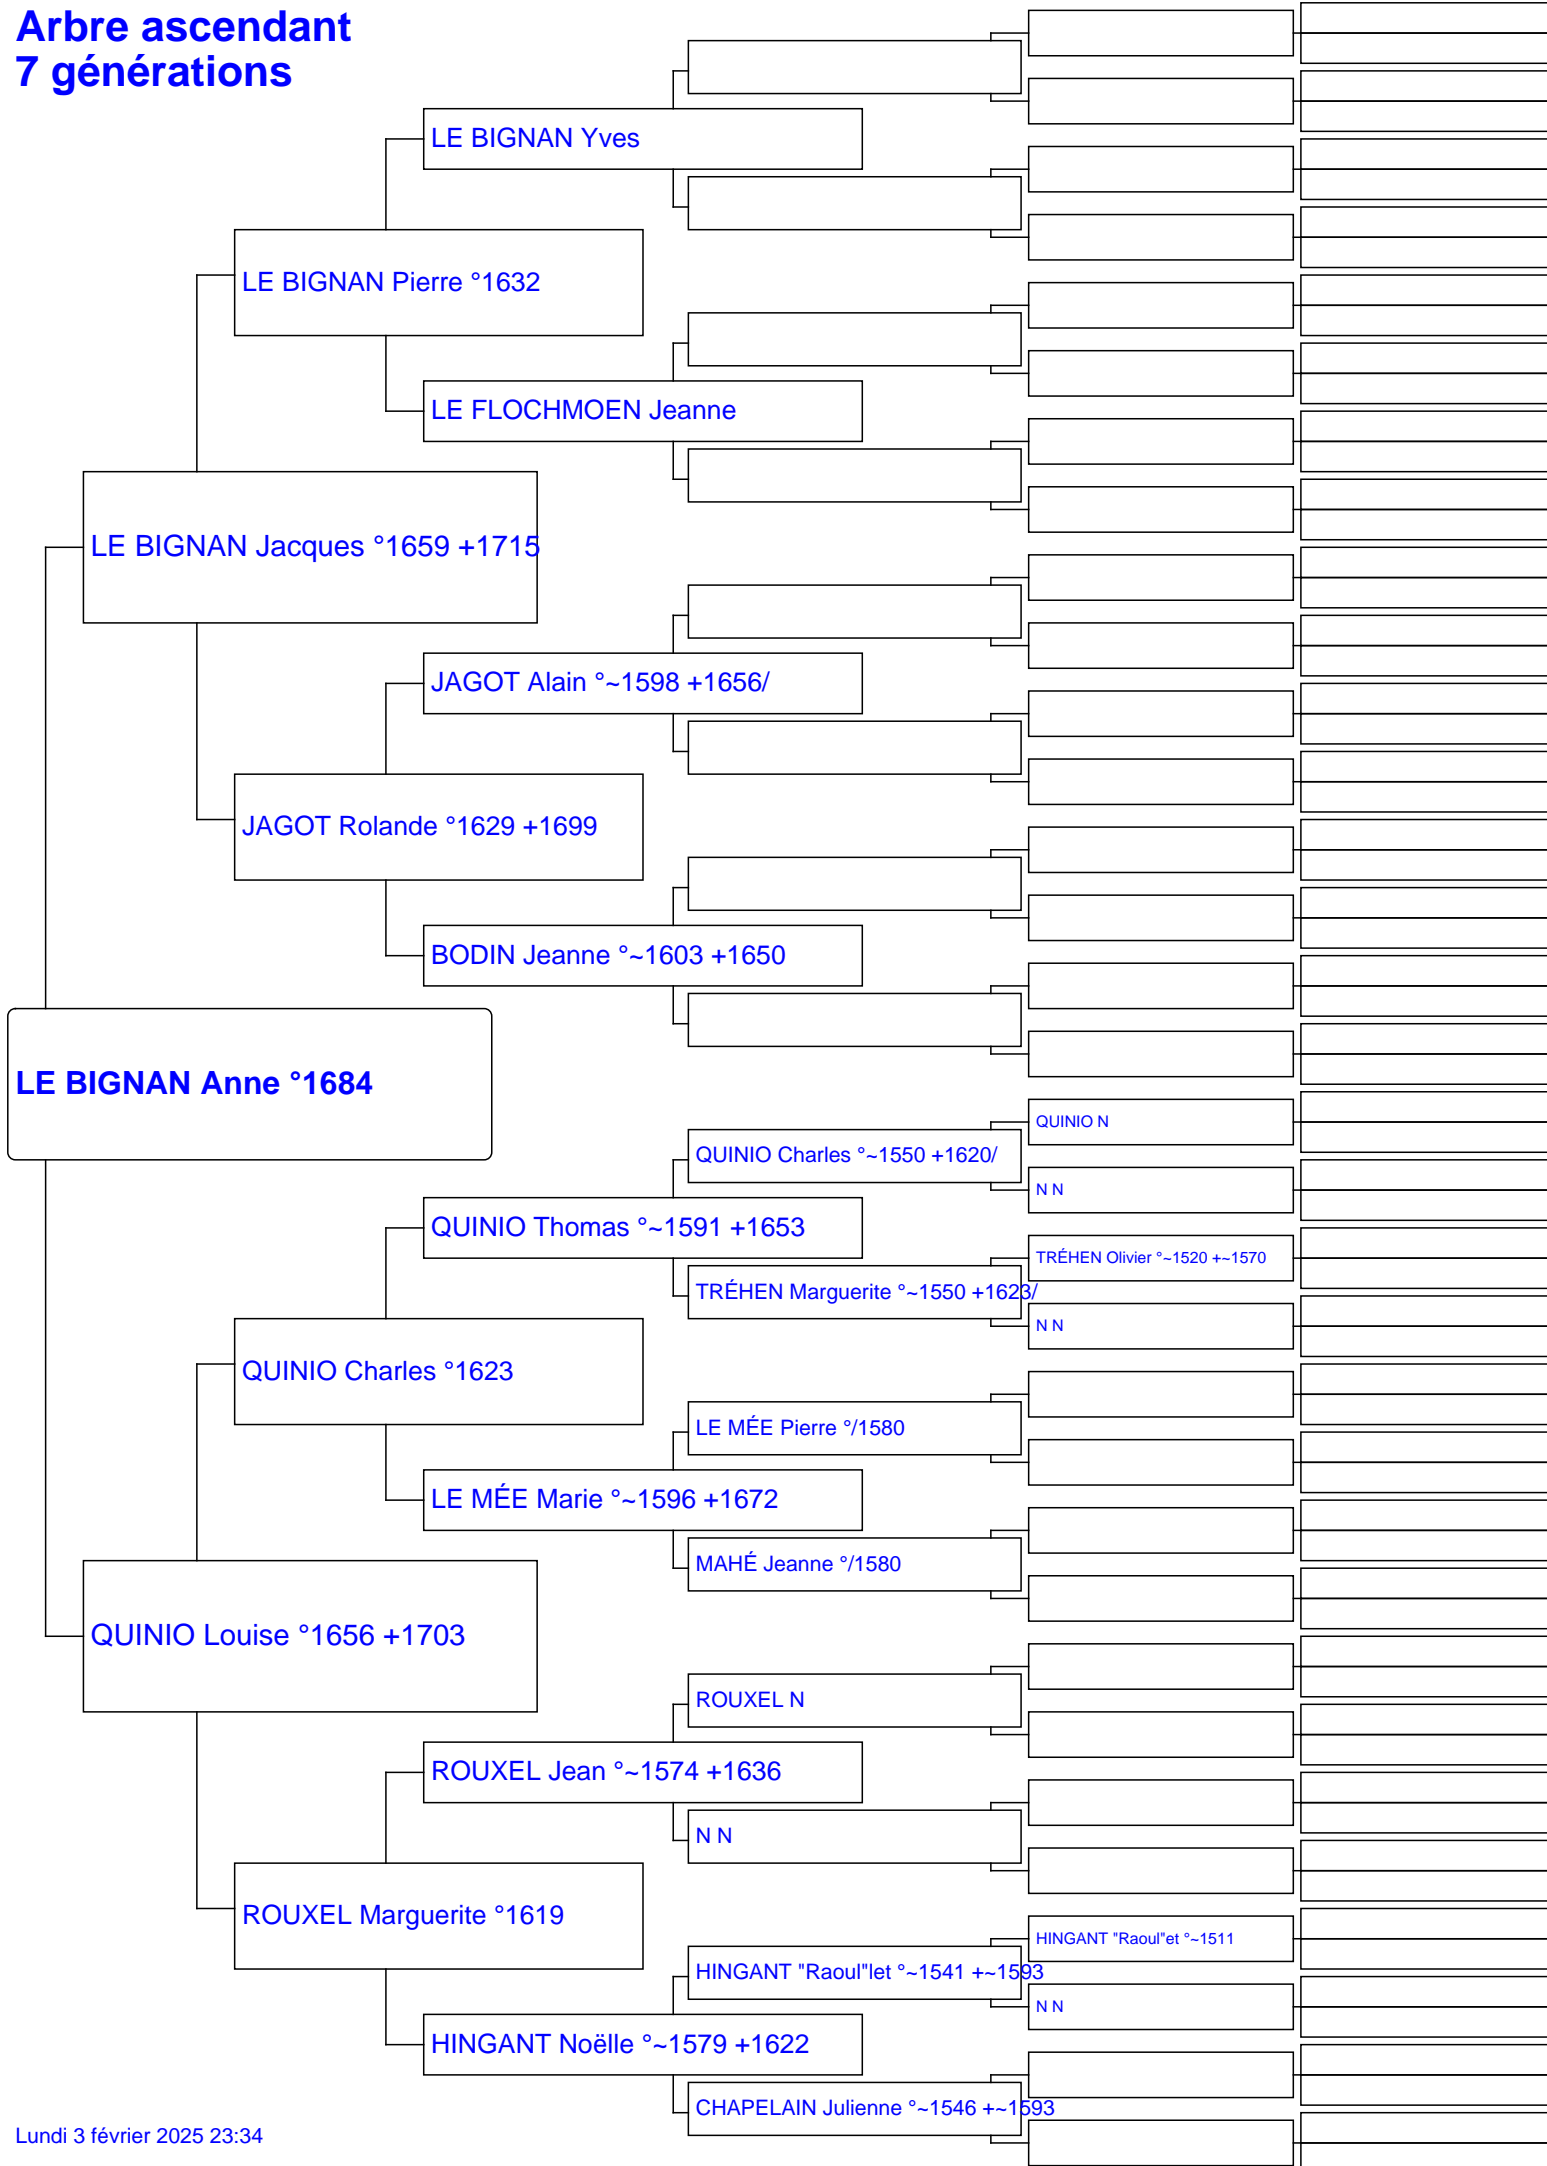 Arbre ascendant
7 générations
LE BIGNAN Yves
LE BIGNAN Pierre °1632
LE FLOCHMOEN Jeanne
LE BIGNAN Jacques °1659 +1715
JAGOT Alain °~1598 +1656/
JAGOT Rolande °1629 +1699
BODIN Jeanne °~1603 +1650
LE BIGNAN Anne °1684
QUINIO N
QUINIO Charles °~1550 +1620/
N N
QUINIO Thomas °~1591 +1653
TRÉHEN Olivier °~1520 +~1570
TRÉHEN Marguerite °~1550 +1623/
N N
QUINIO Charles °1623
LE MÉE Pierre °/1580
LE MÉE Marie °~1596 +1672
MAHÉ Jeanne °/1580
QUINIO Louise °1656 +1703
ROUXEL N
ROUXEL Jean °~1574 +1636
N N
ROUXEL Marguerite °1619
HINGANT "Raoul"et °~1511
HINGANT "Raoul"let °~1541 +~1593
N N
HINGANT Noëlle °~1579 +1622
CHAPELAIN Julienne °~1546 +~1593
Lundi 3 février 2025 23:34